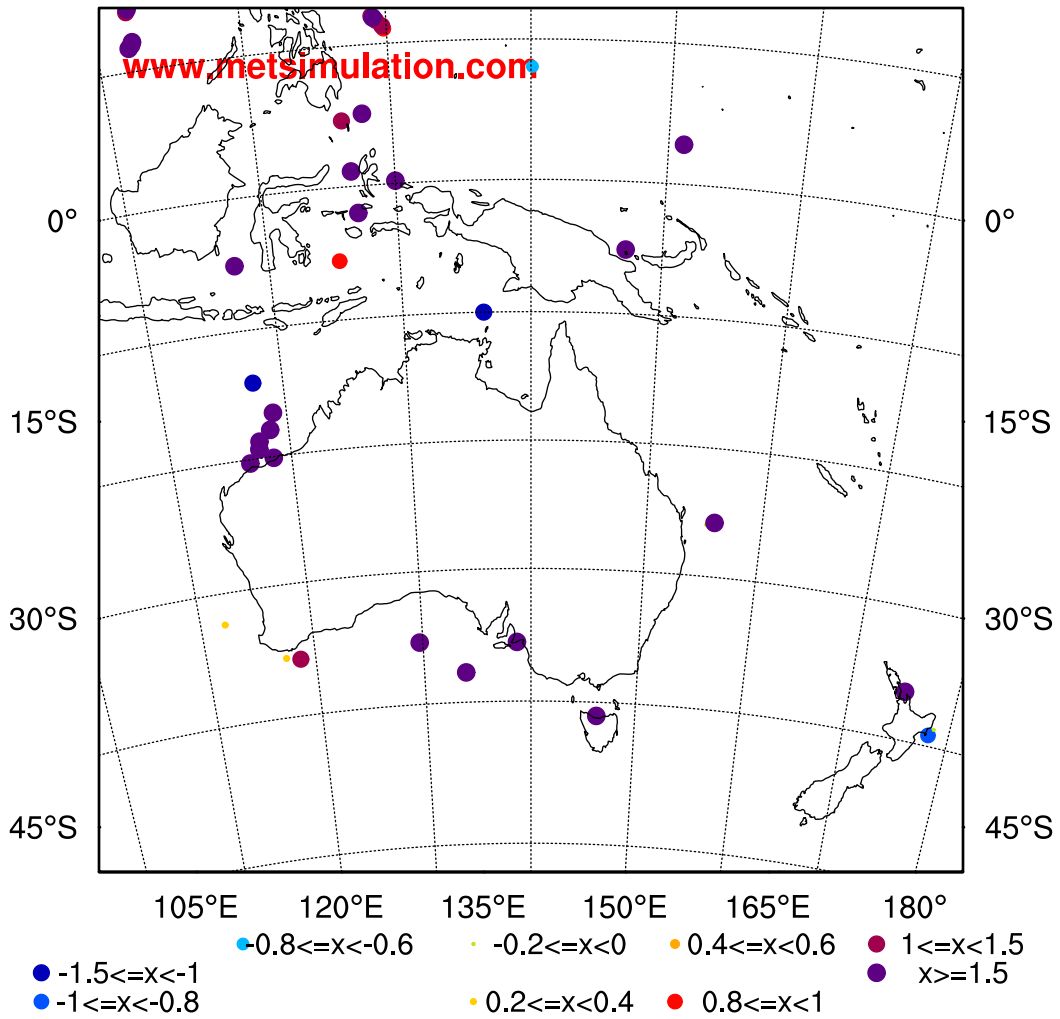 www.metsimulation.com
0° 0°
15°S 15°S
30°S 30°S
45°S 45°S
105°E 120°E 135°E 150°E 165°E 180°
-0.8<=x<-0.6 -0.2<=x<0 0.4<=x<0.6 1<=x<1.5
-1.5<=x<-1 x>=1.5
-1<=x<-0.8 0.2<=x<0.4 0.8<=x<1